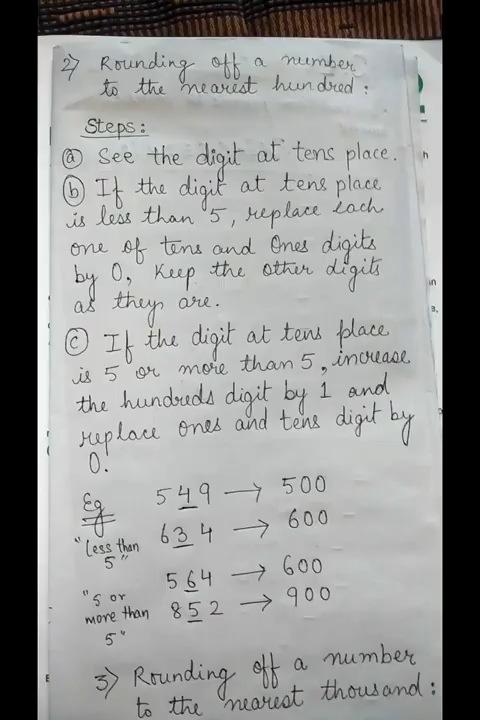 2) Rounding off a number
to the nearest hundred :
Steps :
(a) See the digit at tens place.
(b) If the digit at tens place
is less than 5, replace each
one of tens and Ones digits
by 0, Keep the other digits
as they are.
(c) If the digit at tens place
is 5 or more than 5, increase
the hundreds digit by 1 and
replace ones and tens digit by
0.
Eg 549 → 500
"less than 5" 634 → 600
564 → 600
"5 or more than 5" 852 → 900
3) Rounding off a number
to the nearest thousand :